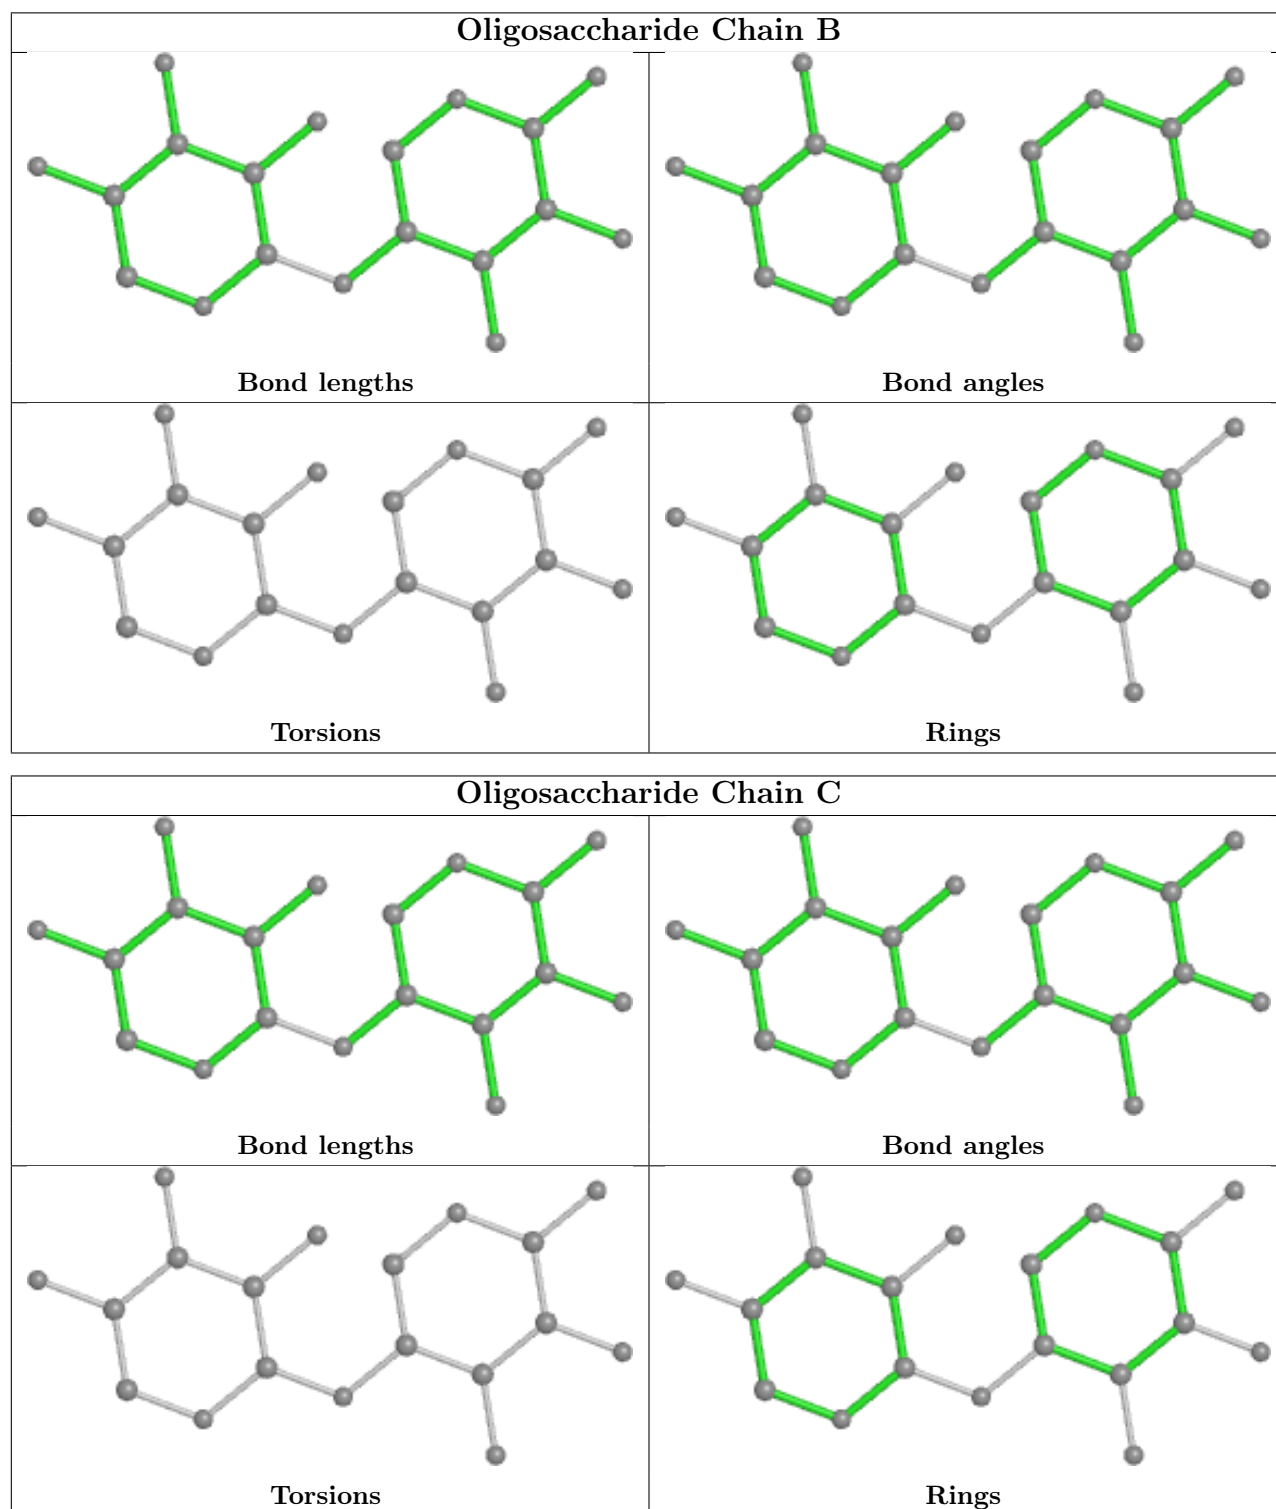 Oligosaccharide Chain B
Bond lengths
Bond angles
Torsions
Rings
Oligosaccharide Chain C
Bond lengths
Bond angles
Torsions
Rings